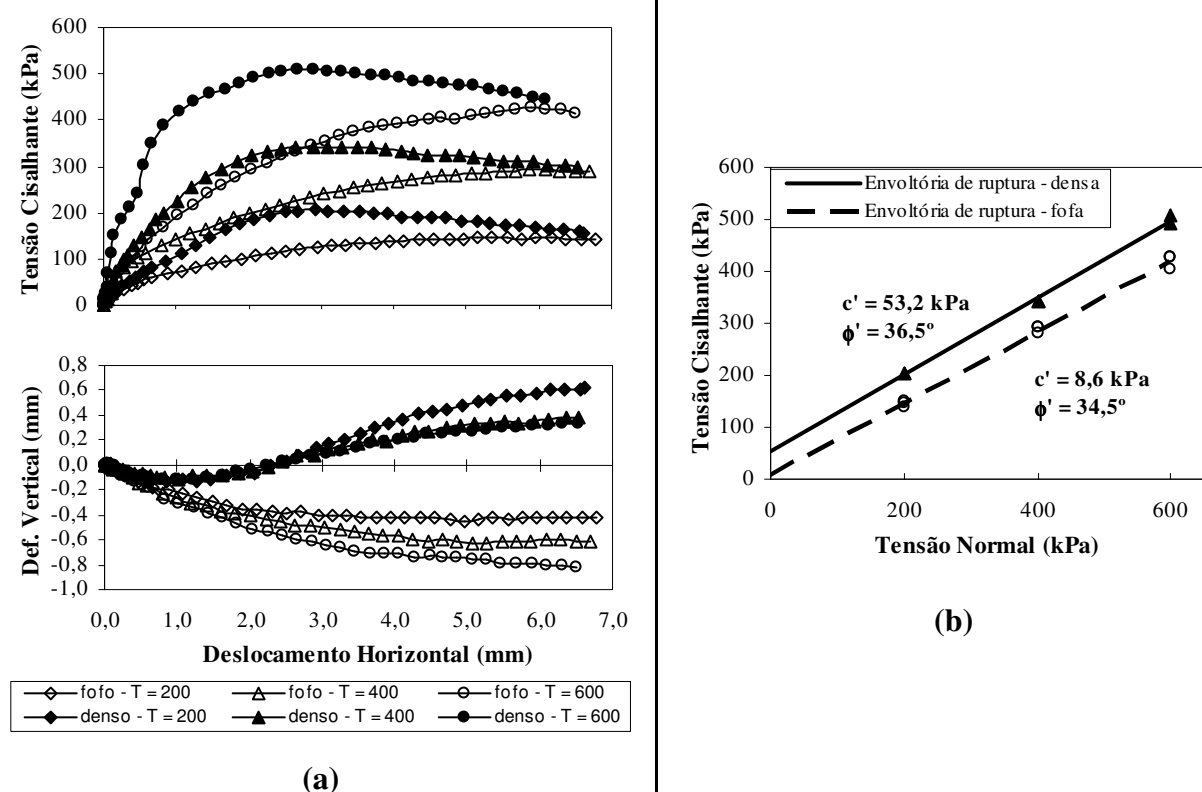 600
500
400
300
200
100
0
Tensão Cisalhante (kPa)
0,8
0,6
0,4
0,2
0,0
-0,2
-0,4
-0,6
-0,8
-1,0
Def. Vertical (mm)
0,0 1,0 2,0 3,0 4,0 5,0 6,0 7,0
Deslocamento Horizontal (mm)
fofo - T = 200 fofo - T = 400 fofo - T = 600
denso - T = 200 denso - T = 400 denso - T = 600
(a)
600
500
400
300
200
100
0
Tensão Cisalhante (kPa)
Envoltória de ruptura - densa
Envoltória de ruptura - fofa
c' = 53,2 kPa
ϕ' = 36,5º
c' = 8,6 kPa
ϕ' = 34,5º
0 200 400 600
Tensão Normal (kPa)
(b)